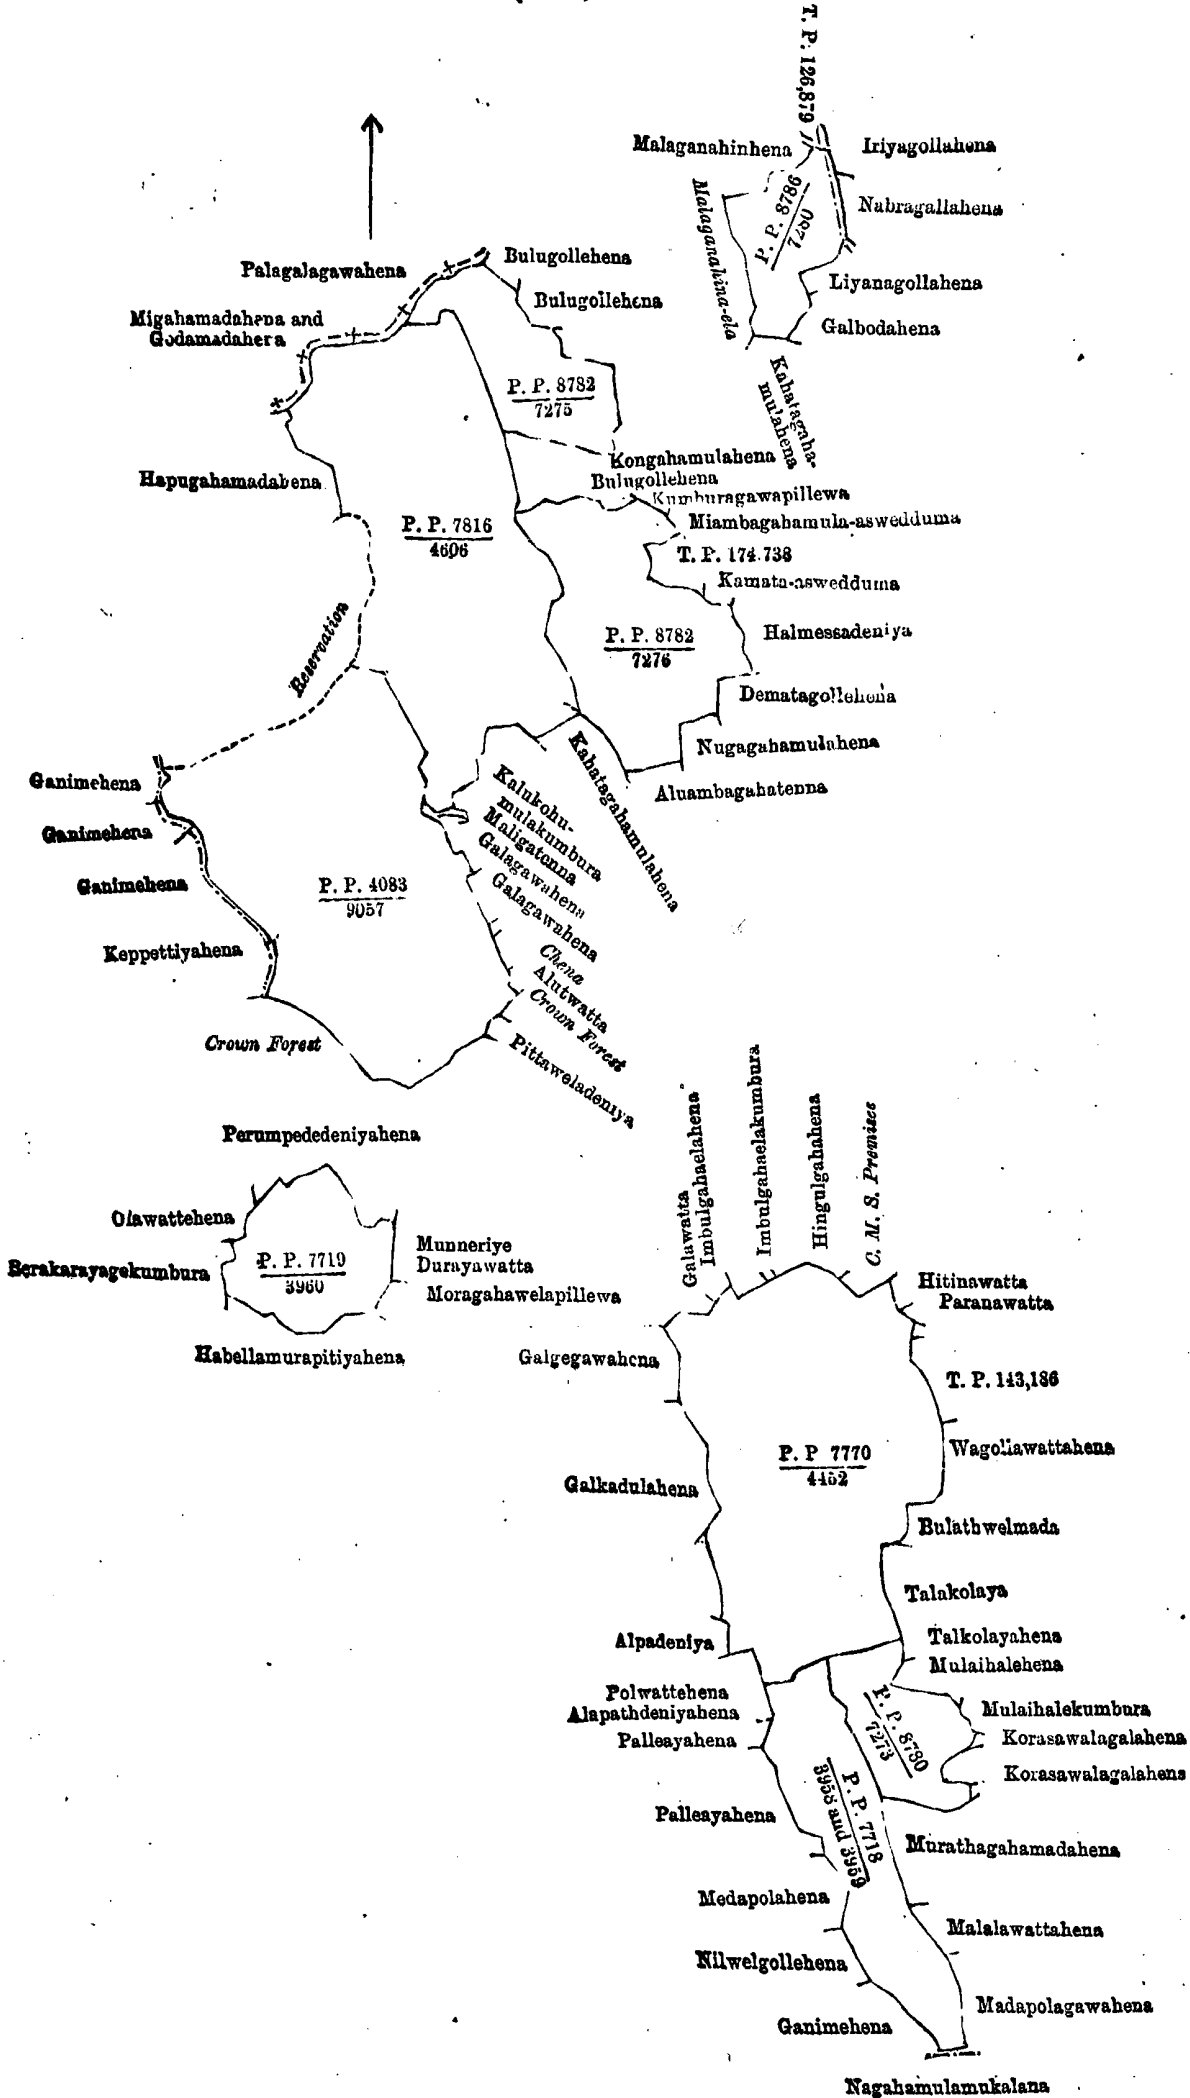 T. P. 126,879
Malaganahinhena
Iriyagollahena
Nabragallahena
P. P. 8786
7280
Malaganahina-ela
Liyanagollahena
Galbodahena
Kahatagaha-
mulahena
Palagalagawahena
Bulugollehena
Bulugollehena
Migahamadahena and
Godamadahena
P. P. 8782
7275
Kongahamulahena
Hapugahamadahena
Bulugollehena
Kumburagawapillewa
Miambagahamula-aswedduma
P. P. 7816
4606
T. P. 174,738
Kamata-aswedduma
Reservation
P. P. 8782
7276
Halmessadeniya
Dematagollehena
Nugagahamulahena
Aluambagahatenna
Kahatagahamulahena
Ganimehena
Ganimehena
Ganimehena
Kalukohu-
mulakumbura
Maligatenna
Galagawahena
Galagawahena
Chena
Alutwatta
Crown Forest
Pittaweladeniya
P. P. 4083
9057
Keppettiyahena
Crown Forest
Perumpededeniyahena
Olawattehena
Berakarayagekumbura
P. P. 7719
3960
Munneriye
Durayawatta
Moragahawelapillewa
Habellamurapitiyahena
Galawatta
Imbulgahaelahena
Imbulgahaelakumbura
Hingulgahahena
C. M. S. Premises
Hitinawatta
Paranawatta
Galgegawahena
T. P. 143,186
P. P 7770
4452
Wagollawattahena
Galkadulahena
Bulathwelmada
Talakolaya
Alpadeniya
Talkolayahena
Mulaihalehena
Polwattehena
Alapathdeniyahena
Palleayahena
P. P. 8780
7273
Mulaihalekumbura
Korasawalagalahena
Korasawalagalahena
P. P. 7718
3958 and 3959
Palleayahena
Murathagahamadahena
Medapolahena
Malalawattahena
Nilwelgollehena
Madapolagawahena
Ganimehena
Nagahamulamukalana